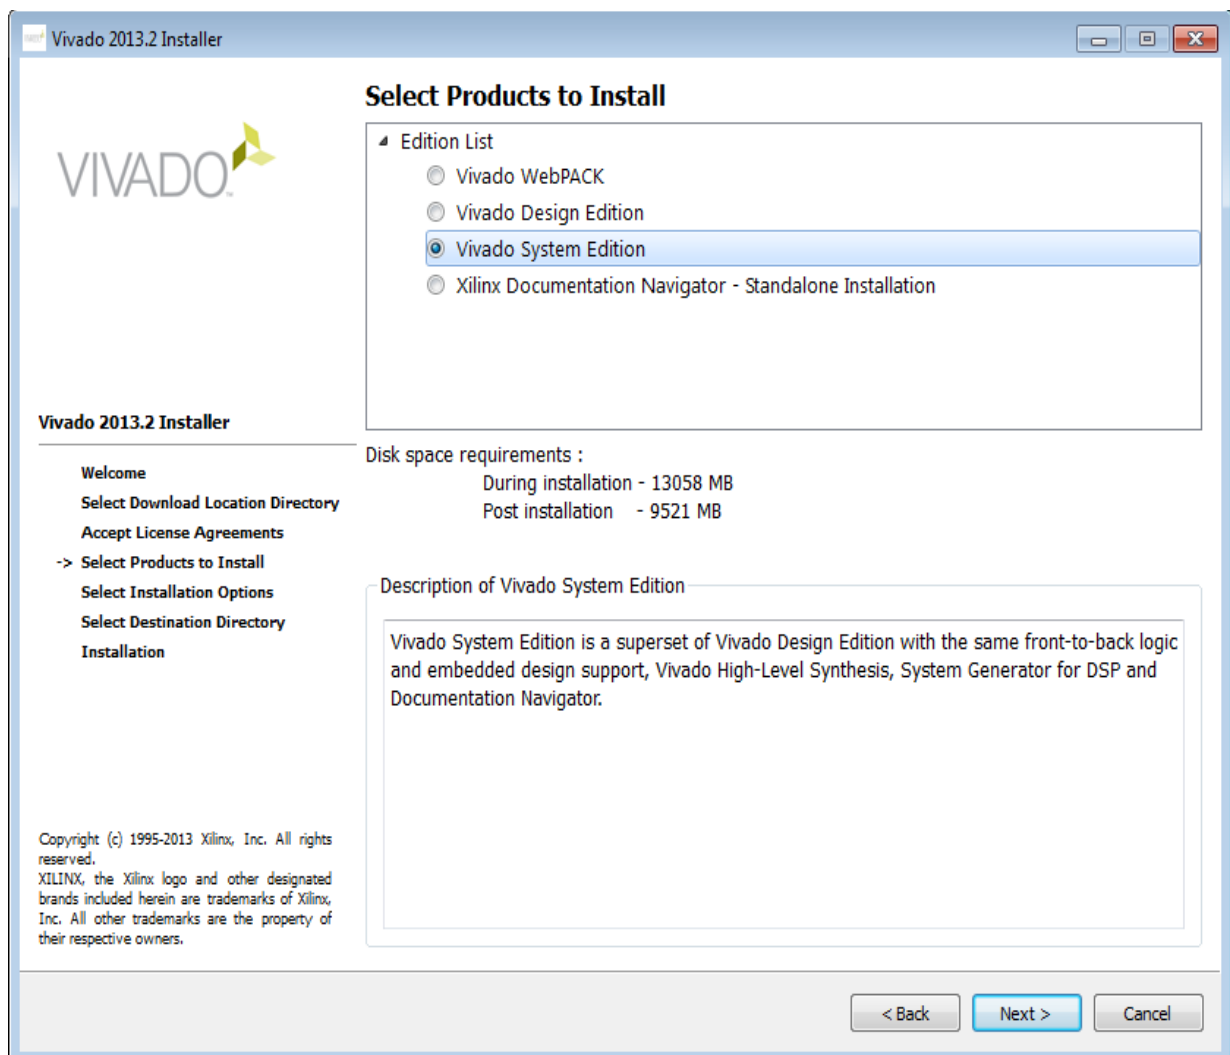 Vivado 2013.2 Installer
VIVADO
Vivado 2013.2 Installer
Welcome
Select Download Location Directory
Accept License Agreements
-> Select Products to Install
Select Installation Options
Select Destination Directory
Installation
Copyright (c) 1995-2013 Xilinx, Inc. All rights
reserved.
XILINX, the Xilinx logo and other designated
brands included herein are trademarks of Xilinx,
Inc. All other trademarks are the property of
their respective owners.
Select Products to Install
Edition List
Vivado WebPACK
Vivado Design Edition
Vivado System Edition
Xilinx Documentation Navigator - Standalone Installation
Disk space requirements :
During installation - 13058 MB
Post installation - 9521 MB
Description of Vivado System Edition
Vivado System Edition is a superset of Vivado Design Edition with the same front-to-back logic
and embedded design support, Vivado High-Level Synthesis, System Generator for DSP and
Documentation Navigator.
< Back
Next >
Cancel